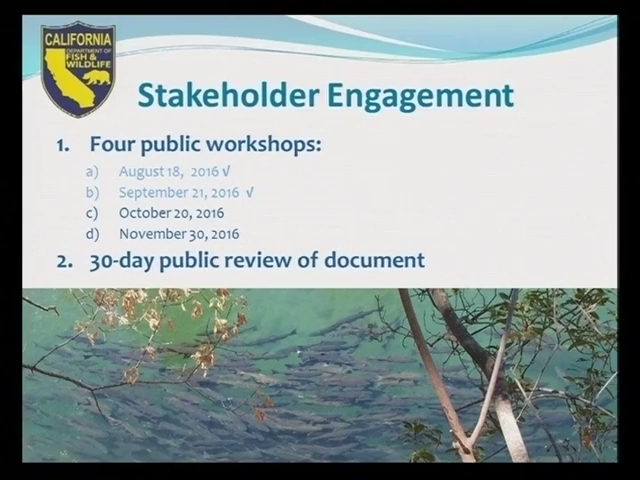 CALIFORNIA
DEPARTMENT OF
FISH &
WILDLIFE
Stakeholder Engagement
1. Four public workshops:
a) August 18, 2016 √
b) September 21, 2016 √
c) October 20, 2016
d) November 30, 2016
2. 30-day public review of document